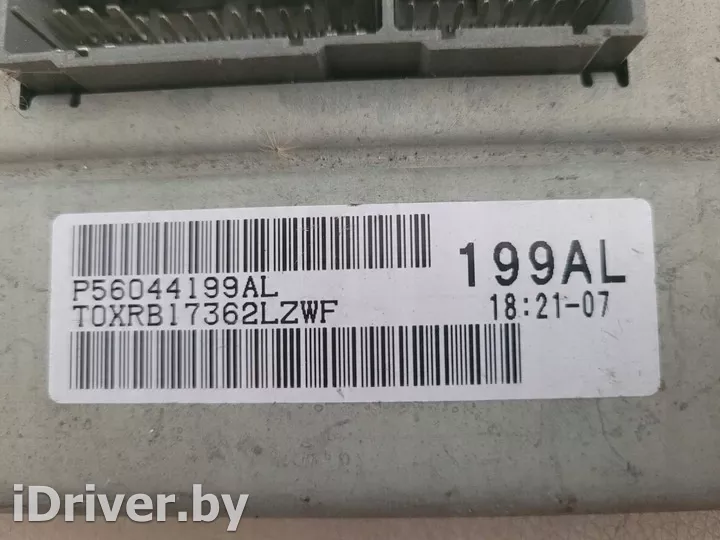 P56044199AL
T0XRB17362LZWF
199AL
18:21-07
iDriver.by